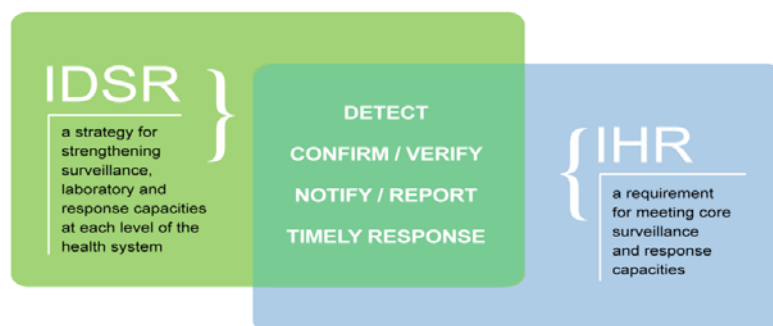 IDSR
a strategy for
strengthening
surveillance,
laboratory and
response capacities
at each level of the
health system
DETECT
CONFIRM / VERIFY
NOTIFY / REPORT
TIMELY RESPONSE
IHR
a requirement
for meeting core
surveillance
and response
capacities